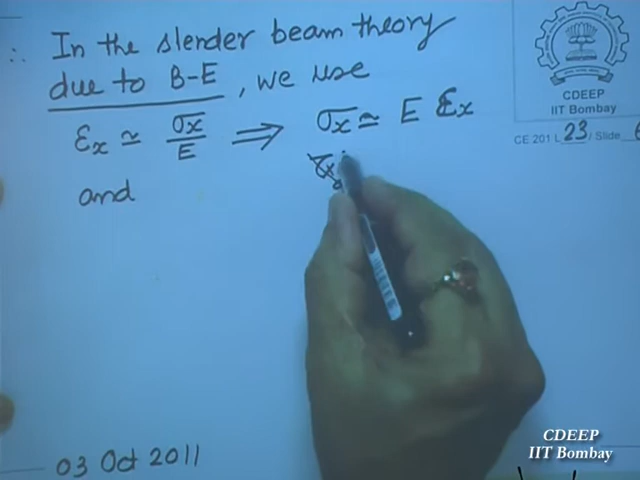 ∴ In the slender beam theory
due to B-E, we use
εx ≃ σx/E ⟹ σx ≃ E εx
and
03 Oct 2011
CDEEP
IIT Bombay
CE 201 L 23 / Slide
CDEEP
IIT Bombay